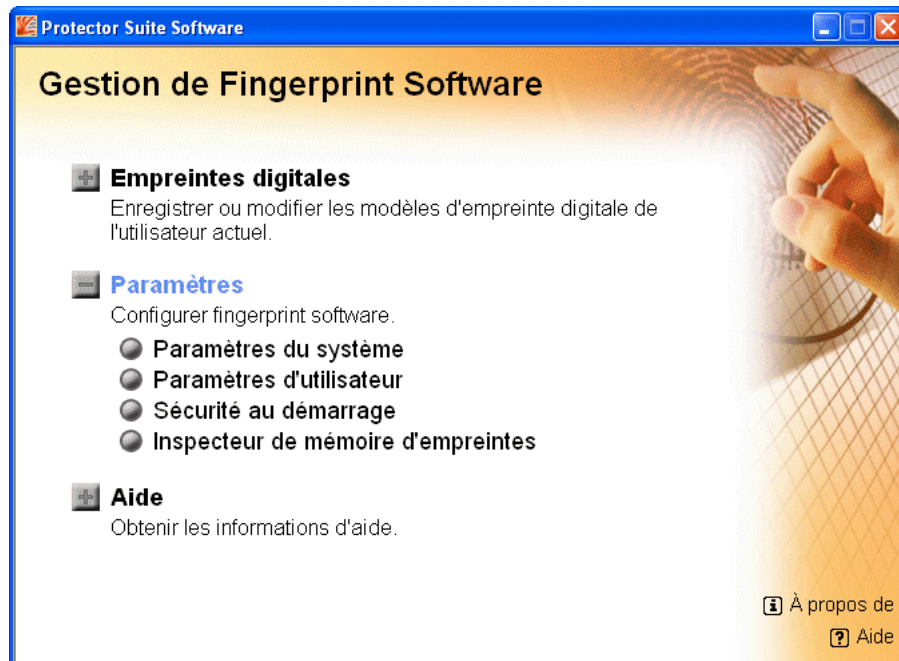 Protector Suite Software
Gestion de Fingerprint Software
Empreintes digitales
Enregistrer ou modifier les modèles d'empreinte digitale de
l'utilisateur actuel.
Paramètres
Configurer fingerprint software.
Paramètres du système
Paramètres d'utilisateur
Sécurité au démarrage
Inspecteur de mémoire d'empreintes
Aide
Obtenir les informations d'aide.
À propos de
Aide